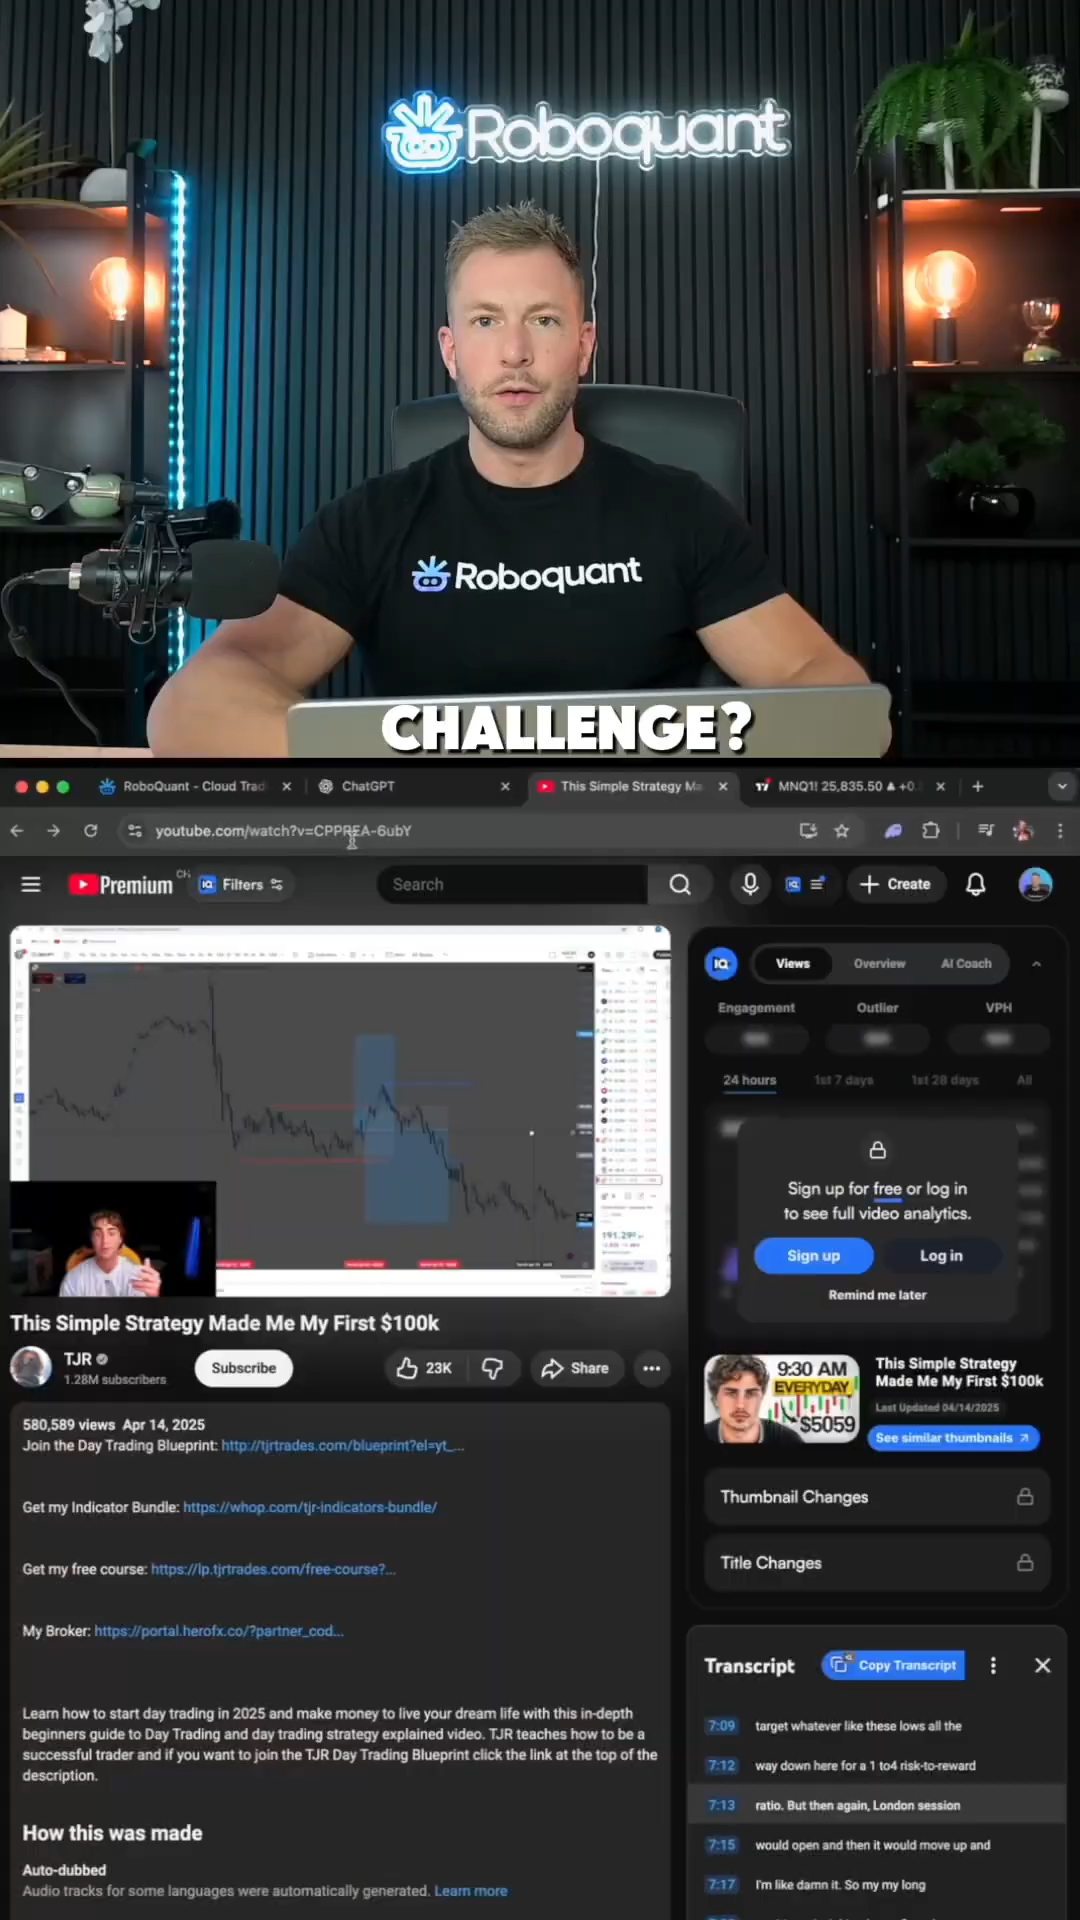 Roboquant
Roboquant
CHALLENGE?
RoboQuant - Cloud Trad
ChatGPT
This Simple Strategy Ma
MNQ1! 25,835.50 ▲ +0.
youtube.com/watch?v=CPPREA-6ubY
Premium CH
IQ Filters
Search
IQ
Create
IQ
Views
Overview
AI Coach
Engagement
Outlier
VPH
24 hours
1st 7 days
1st 28 days
All
Sign up for free or log in
to see full video analytics.
Sign up
Log in
Remind me later
191.29
This Simple Strategy Made Me My First $100k
TJR
1.28M subscribers
Subscribe
23K
Share
9:30 AM
EVERYDAY
$5059
This Simple Strategy
Made Me My First $100k
Last Updated 04/14/2025
See similar thumbnails
580,589 views Apr 14, 2025
Join the Day Trading Blueprint: http://tjrtrades.com/blueprint?el=yt_...
Get my Indicator Bundle: https://whop.com/tjr-indicators-bundle/
Get my free course: https://lp.tjrtrades.com/free-course?...
My Broker: https://portal.herofx.co/?partner_cod...
Learn how to start day trading in 2025 and make money to live your dream life with this in-depth
beginners guide to Day Trading and day trading strategy explained video. TJR teaches how to be a
successful trader and if you want to join the TJR Day Trading Blueprint click the link at the top of the
description.
How this was made
Auto-dubbed
Audio tracks for some languages were automatically generated. Learn more
Thumbnail Changes
Title Changes
Transcript
Copy Transcript
7:09 target whatever like these lows all the
7:12 way down here for a 1 to4 risk-to-reward
7:13 ratio. But then again, London session
7:15 would open and then it would move up and
7:17 I'm like damn it. So my my long